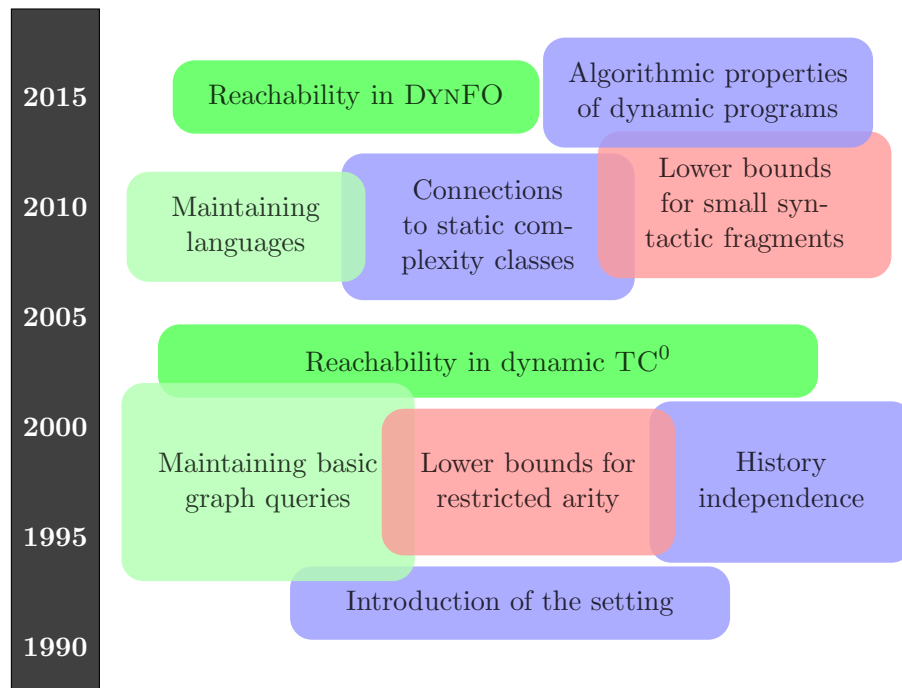 2015
Reachability in DYNFO
Algorithmic properties
of dynamic programs
2010
Maintaining
languages
Connections
to static com-
plexity classes
Lower bounds
for small syn-
tactic fragments
2005
Reachability in dynamic TC⁰
2000
Maintaining basic
graph queries
Lower bounds for
restricted arity
History
independence
1995
Introduction of the setting
1990